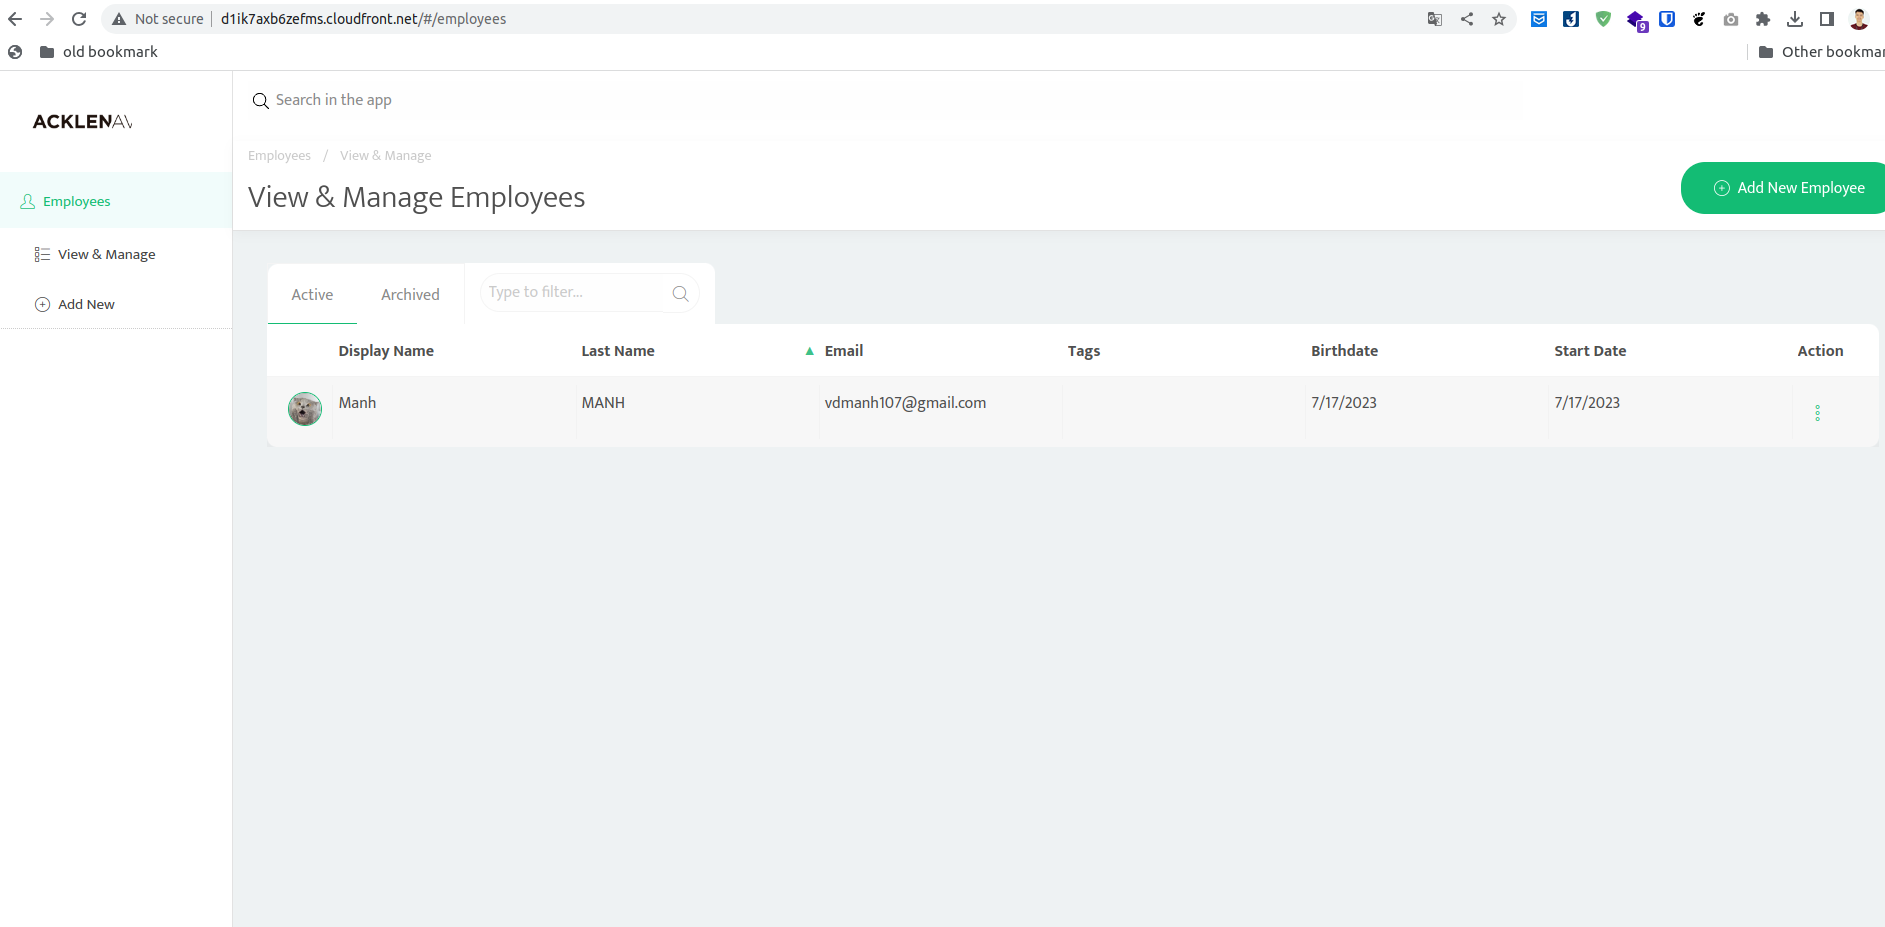 Not secure | d1ik7axb6zefms.cloudfront.net/#/employees
9
old bookmark
Other bookmar
ACKLENAV
Search in the app
Employees / View & Manage
View & Manage Employees
Add New Employee
Employees
View & Manage
Add New
Active Archived Type to filter...
Display Name Last Name Email Tags Birthdate Start Date Action
Manh MANH vdmanh107@gmail.com 7/17/2023 7/17/2023